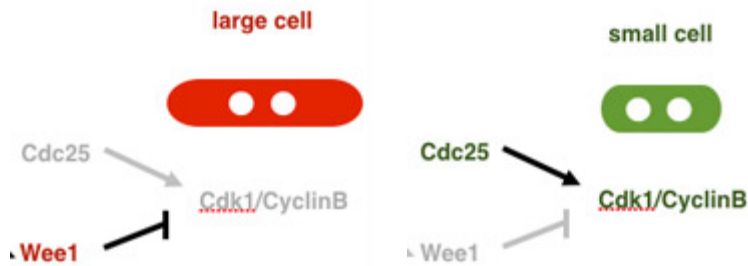 large cell
Cdc25
Cdk1/CyclinB
Wee1
small cell
Cdc25
Cdk1/CyclinB
Wee1